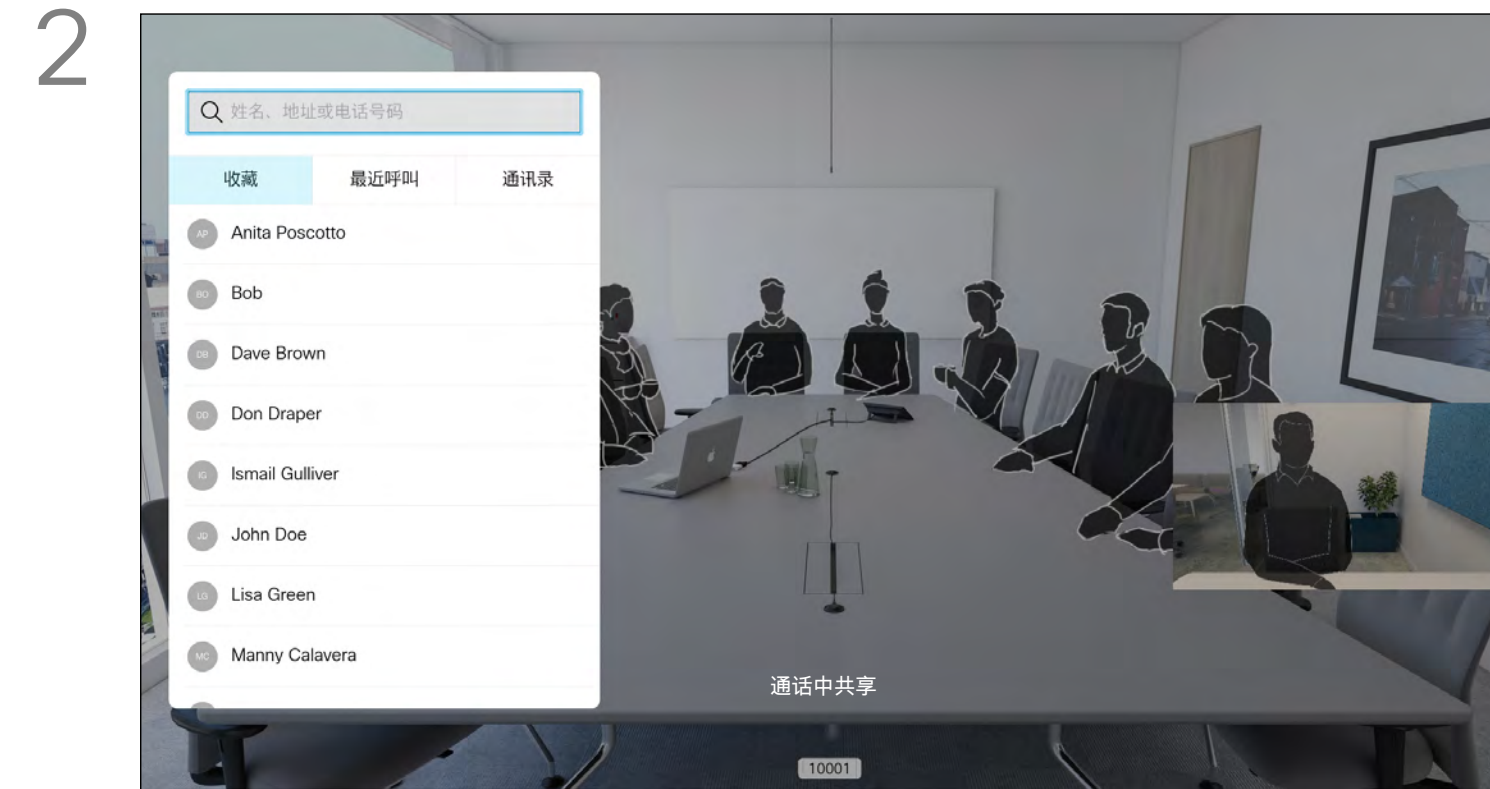 2
姓名、地址或电话号码
收藏 最近呼叫 通讯录
AP Anita Poscotto
BO Bob
DB Dave Brown
DD Don Draper
IG Ismail Gulliver
JD John Doe
LG Lisa Green
MC Manny Calavera
通话中共享
10001